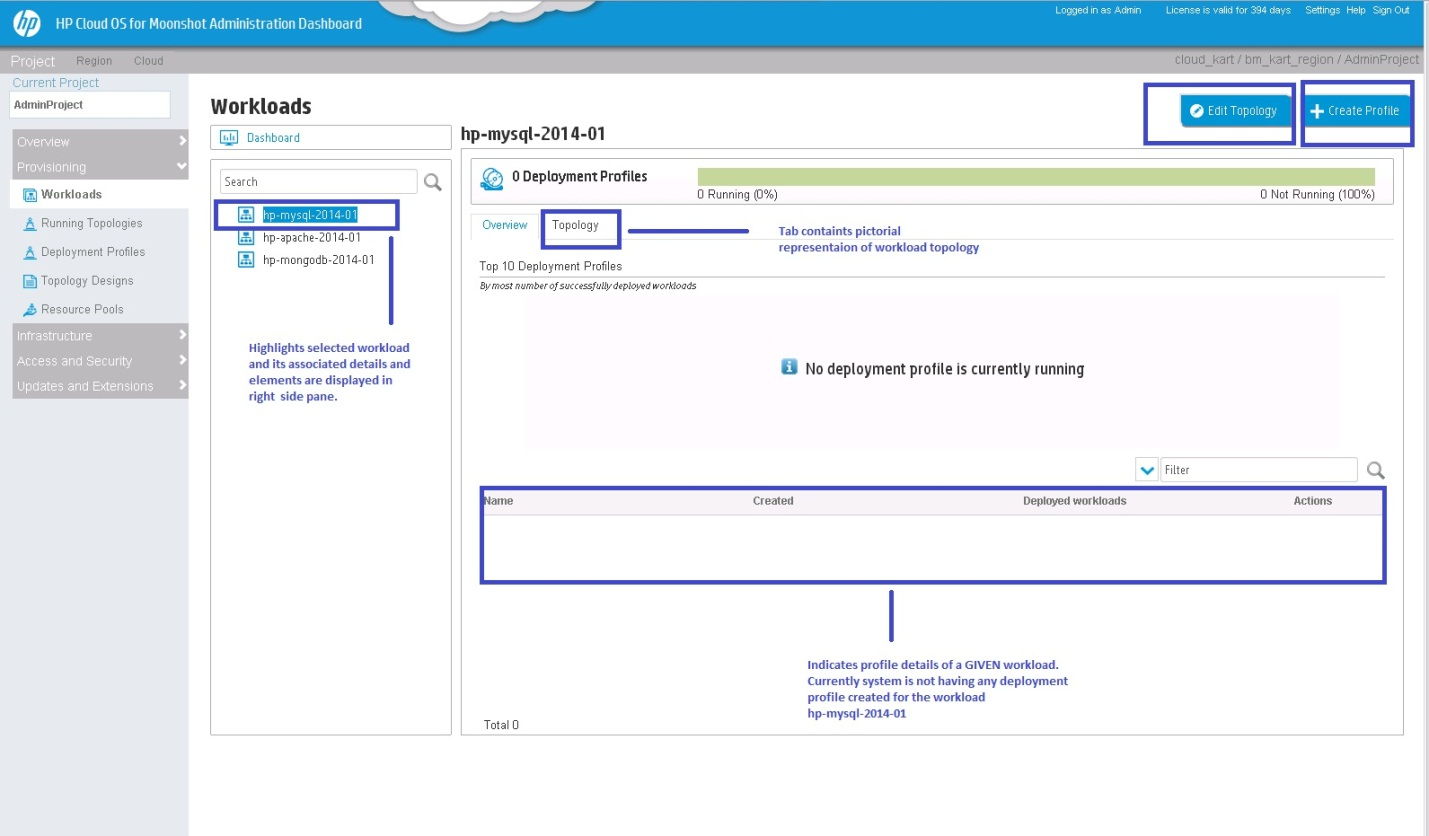 hp
HP Cloud OS for Moonshot Administration Dashboard
Logged in as Admin
License is valid for 394 days
Settings Help Sign Out
Project Region Cloud
cloud_kart / bm_kart_region / AdminProject
Current Project
AdminProject
Overview
Provisioning
Workloads
Running Topologies
Deployment Profiles
Topology Designs
Resource Pools
Infrastructure
Access and Security
Updates and Extensions
Workloads
Dashboard
Search
hp-mysql-2014-01
hp-apache-2014-01
hp-mongodb-2014-01
Highlights selected workload
and its associated details and
elements are displayed in
right side pane.
hp-mysql-2014-01
Edit Topology
Create Profile
0 Deployment Profiles
0 Running (0%)
0 Not Running (100%)
Overview
Topology
Tab containts pictorial
representaion of workload topology
Top 10 Deployment Profiles
By most number of successfully deployed workloads
No deployment profile is currently running
Filter
Name Created Deployed workloads Actions
Indicates profile details of a GIVEN workload.
Currently system is not having any deployment
profile created for the workload
hp-mysql-2014-01
Total 0